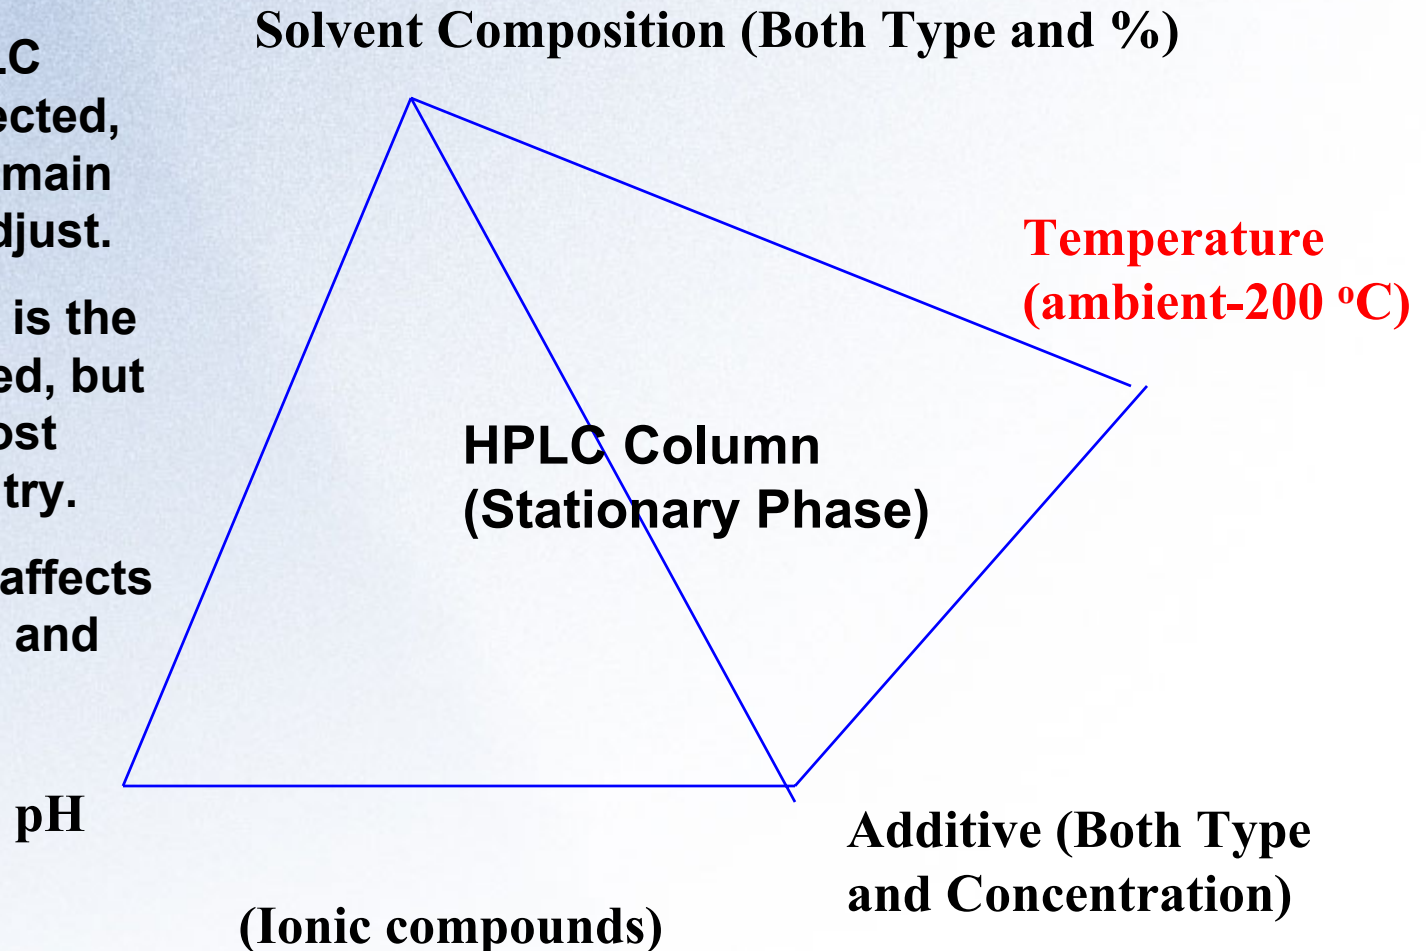 Solvent Composition (Both Type and %)
LC
ected,
main
djust.
is the
ed, but
ost
try.
affects
and
Temperature
(ambient-200 °C)
HPLC Column
(Stationary Phase)
pH
Additive (Both Type
and Concentration)
(Ionic compounds)